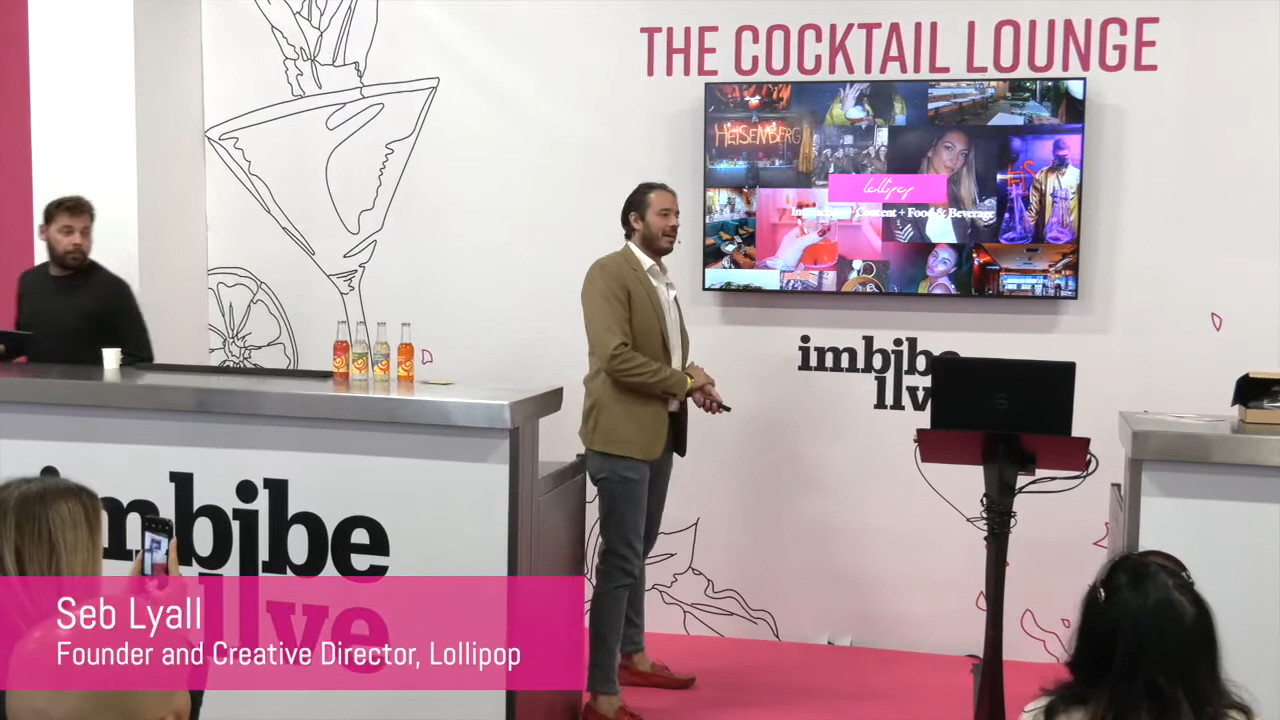 THE COCKTAIL LOUNGE
HEISENBERG
lollipop
Content + Food & Beverage
imbibe
live
imbibe
live
Seb Lyall
Founder and Creative Director, Lollipop